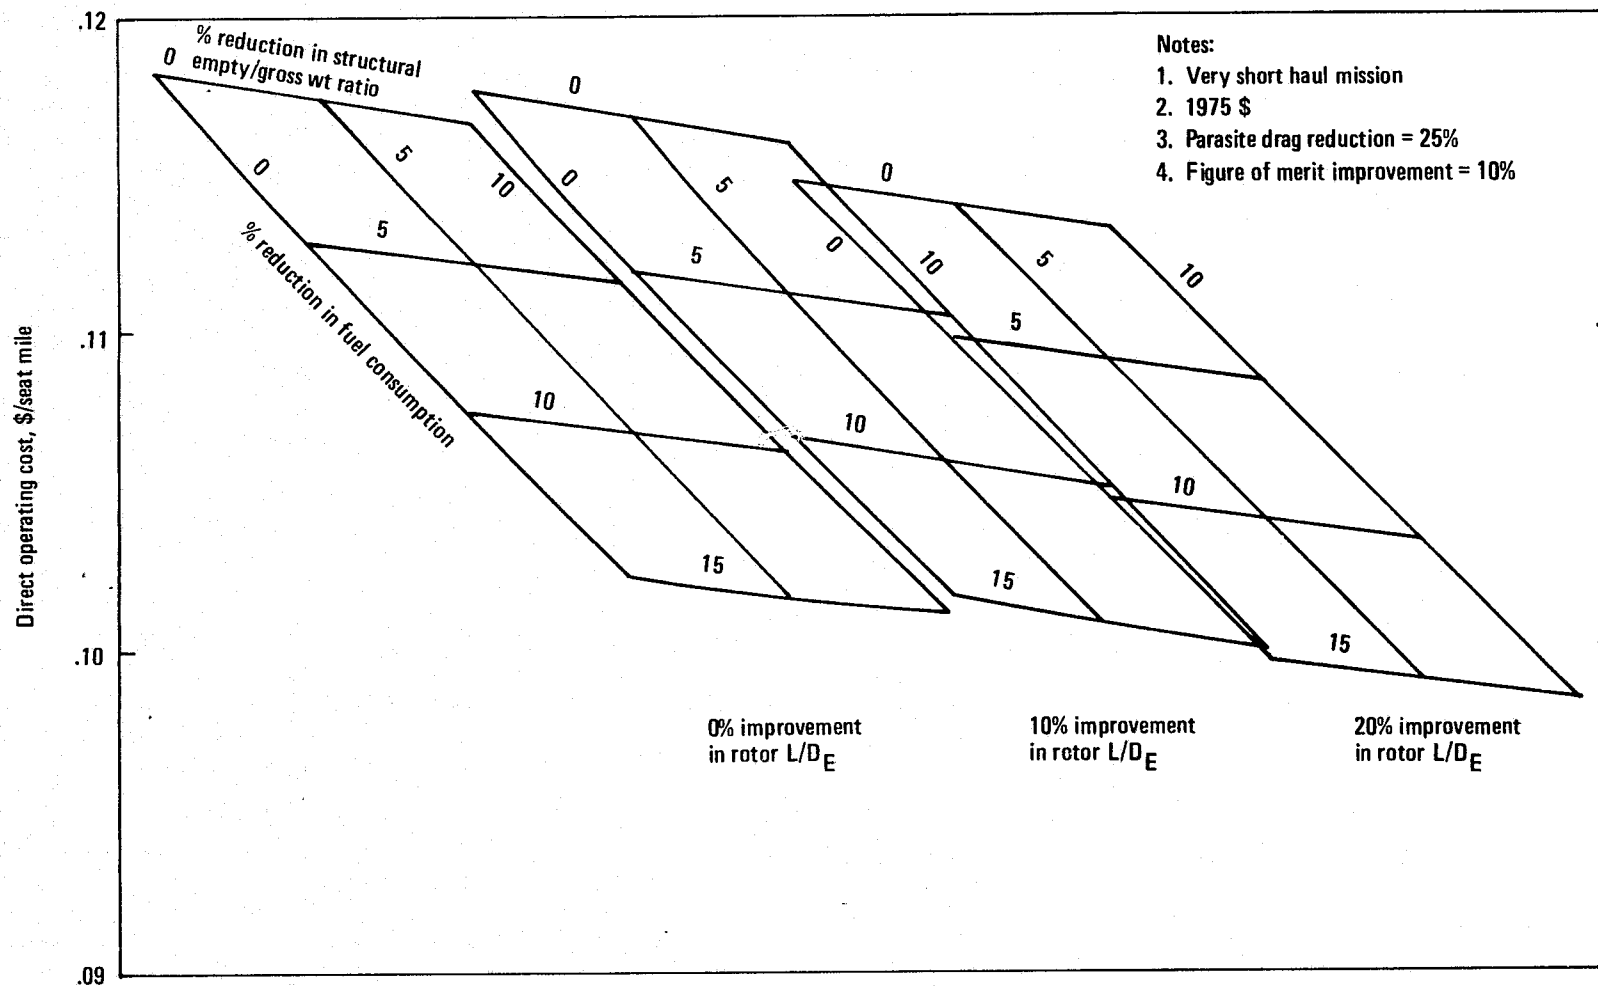 .12
.11
.10
.09
Direct operating cost, $/seat mile
% reduction in structural
empty/gross wt ratio
0
0
5
10
% reduction in fuel consumption
5
10
15
0
0
5
10
5
10
15
0
0
5
10
5
10
15
Notes:
1. Very short haul mission
2. 1975 $
3. Parasite drag reduction = 25%
4. Figure of merit improvement = 10%
0% improvement
in rotor L/DE
10% improvement
in rotor L/DE
20% improvement
in rotor L/DE